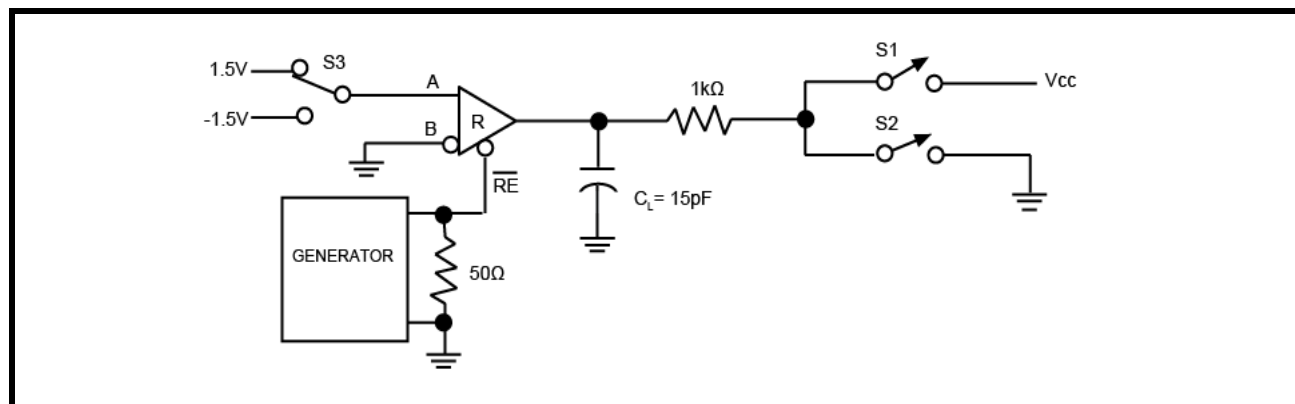 S1
S3
1.5V
A
1kΩ
Vcc
-1.5V
B
R
S2
RE
C_L= 15pF
GENERATOR
50Ω